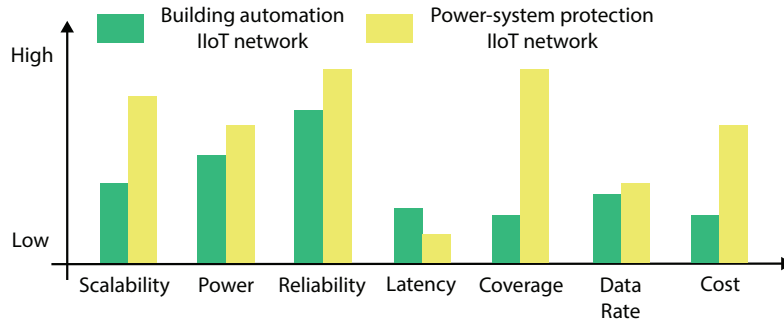 Building automation
IIoT network
Power-system protection
IIoT network
High
Low
Scalability
Power
Reliability
Latency
Coverage
Data
Rate
Cost